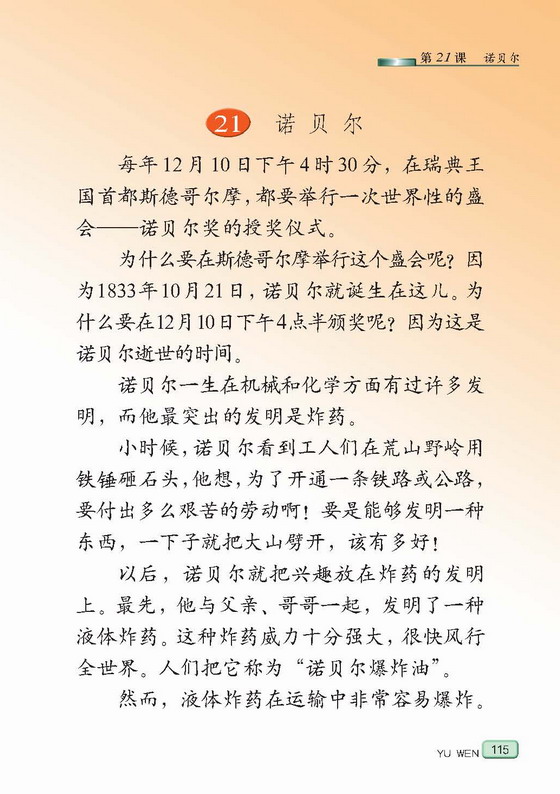 第21课 诺贝尔
21 诺贝尔
每年12月10日下午4时30分，在瑞典王
国首都斯德哥尔摩，都要举行一次世界性的盛
会——诺贝尔奖的授奖仪式。
为什么要在斯德哥尔摩举行这个盛会呢？因
为1833年10月21日，诺贝尔就诞生在这儿。为
什么要在12月10日下午4点半颁奖呢？因为这是
诺贝尔逝世的时间。
诺贝尔一生在机械和化学方面有过许多发
明，而他最突出的发明是炸药。
小时候，诺贝尔看到工人们在荒山野岭用
铁锤砸石头，他想，为了开通一条铁路或公路，
要付出多么艰苦的劳动啊！要是能够发明一种
东西，一下子就把大山劈开，该有多好！
以后，诺贝尔就把兴趣放在炸药的发明
上。最先，他与父亲、哥哥一起，发明了一种
液体炸药。这种炸药威力十分强大，很快风行
全世界。人们把它称为“诺贝尔爆炸油”。
然而，液体炸药在运输中非常容易爆炸。
YU WEN 115